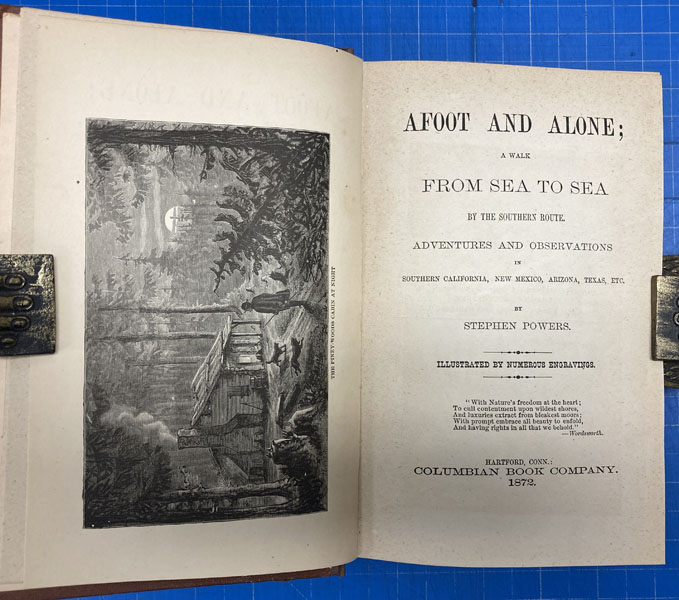 THE PINEY-WOODS CABIN AT NIGHT
AFOOT AND ALONE;
A WALK
FROM SEA TO SEA
BY THE SOUTHERN ROUTE.
ADVENTURES AND OBSERVATIONS
IN
SOUTHERN CALIFORNIA, NEW MEXICO, ARIZONA, TEXAS, ETC.
BY
STEPHEN POWERS.
ILLUSTRATED BY NUMEROUS ENGRAVINGS.
"With Nature's freedom at the heart;
To cull contentment upon wildest shores,
And luxuries extract from bleakest moors;
With prompt embrace all beauty to enfold,
And having rights in all that we behold."
—Wordsworth.
HARTFORD, CONN.:
COLUMBIAN BOOK COMPANY.
1872.